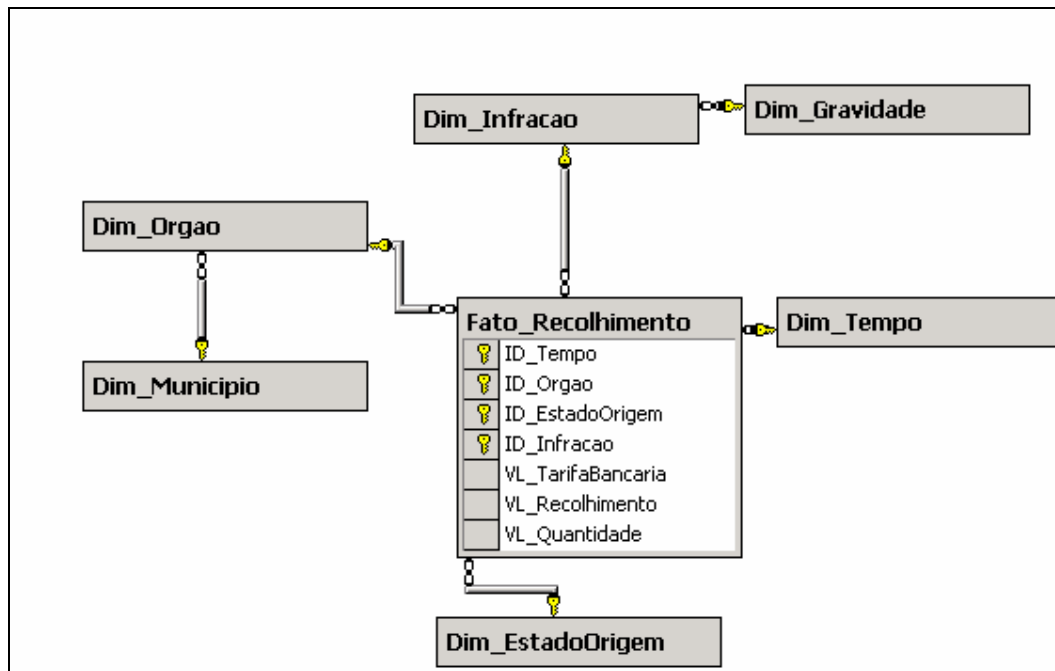 Dim_Infracao
Dim_Gravidade
Dim_Orgao
Fato_Recolhimento
ID_Tempo
ID_Orgao
ID_EstadoOrigem
ID_Infracao
VL_TarifaBancaria
VL_Recolhimento
VL_Quantidade
Dim_Tempo
Dim_Municipio
Dim_EstadoOrigem